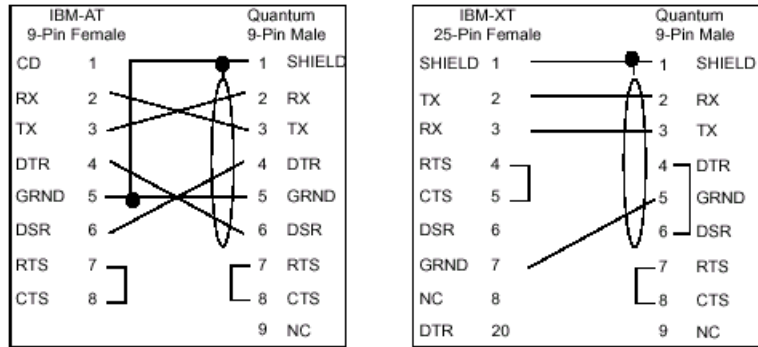 IBM-AT Quantum
9-Pin Female 9-Pin Male
CD 1 1 SHIELD
RX 2 2 RX
TX 3 3 TX
DTR 4 4 DTR
GRND 5 5 GRND
DSR 6 6 DSR
RTS 7 7 RTS
CTS 8 8 CTS
9 NC
IBM-XT Quantum
25-Pin Female 9-Pin Male
SHIELD 1 1 SHIELD
TX 2 2 RX
RX 3 3 TX
RTS 4 4 DTR
CTS 5 5 GRND
DSR 6 6 DSR
GRND 7 7 RTS
NC 8 8 CTS
DTR 20 9 NC